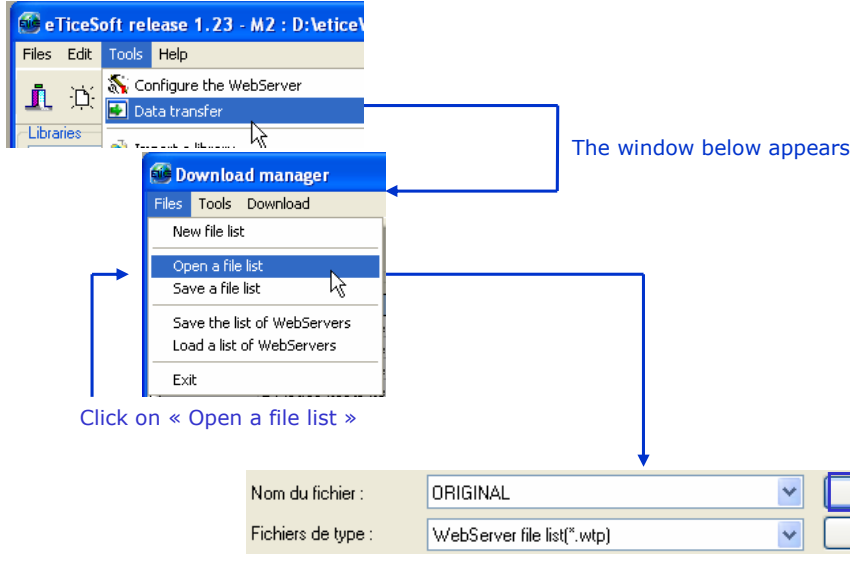 eTiceSoft release 1.23 - M2 : D:\etice\
Files Edit Tools Help
Configure the WebServer
Data transfer
Libraries
Import a library
The window below appears
Download manager
Files Tools Download
New file list
Open a file list
Save a file list
Save the list of WebServers
Load a list of WebServers
Exit
Click on « Open a file list »
Nom du fichier : ORIGINAL
Fichiers de type : WebServer file list(*.wtp)